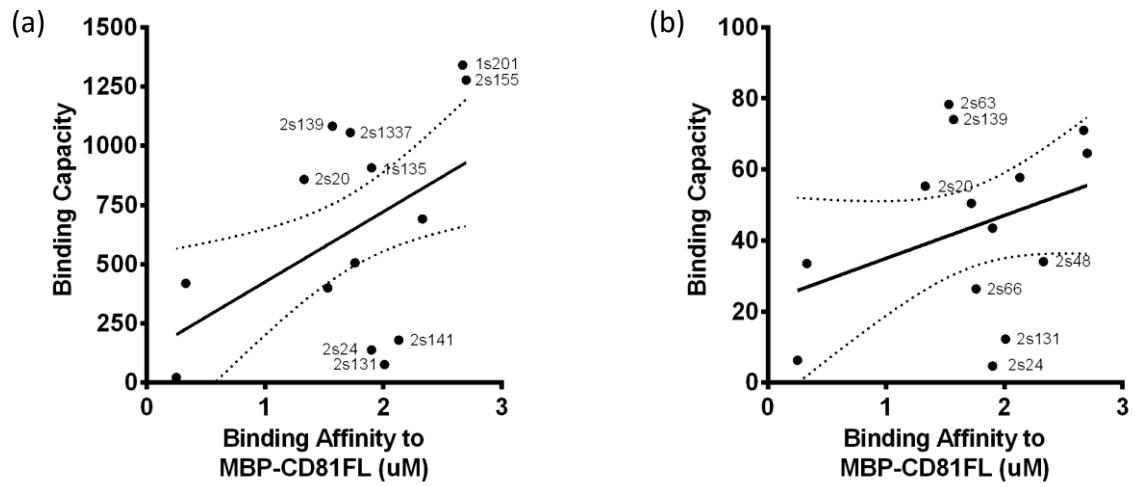 (a)
1500
1250
1000
750
500
250
0
0 1 2 3
Binding Capacity
1s201
2s155
2s139
2s1337
1s135
2s20
2s141
2s24
2s131
Binding Affinity to
MBP-CD81FL (uM)
(b)
100
80
60
40
20
0
0 1 2 3
Binding Capacity
2s63
2s139
2s20
2s48
2s66
2s131
2s24
Binding Affinity to
MBP-CD81FL (uM)